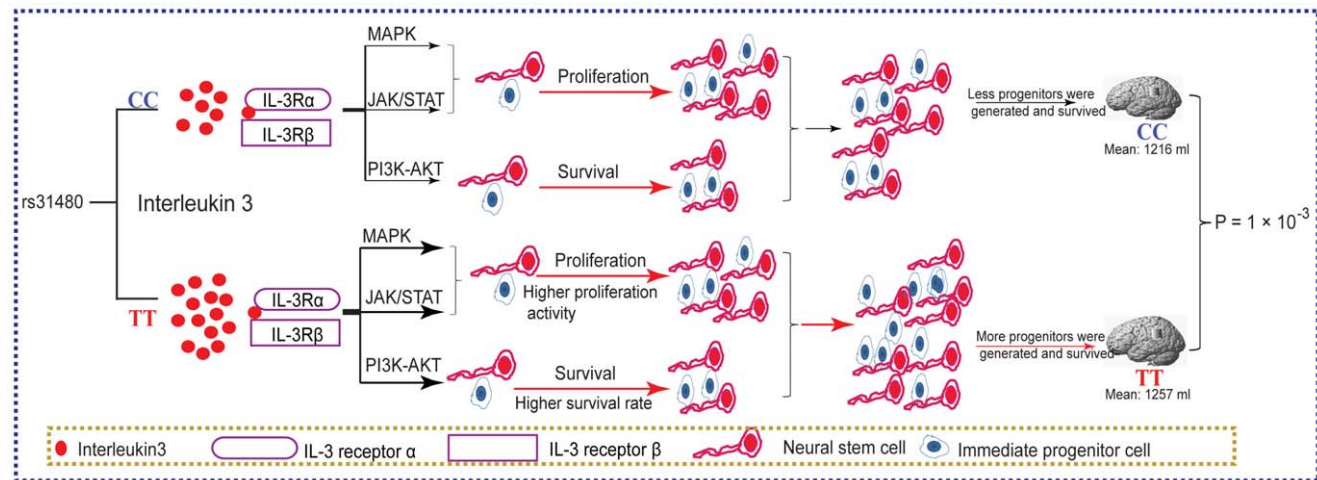 rs31480
CC
Interleukin 3
TT
IL-3Rα
IL-3Rβ
MAPK
JAK/STAT
PI3K-AKT
Proliferation
Survival
Less progenitors were
generated and survived
CC
Mean: 1216 ml
IL-3Rα
IL-3Rβ
MAPK
JAK/STAT
PI3K-AKT
Proliferation
Higher proliferation
activity
Survival
Higher survival rate
More progenitors were
generated and survived
TT
Mean: 1257 ml
P = 1 × 10⁻³
Interleukin3
IL-3 receptor α
IL-3 receptor β
Neural stem cell
Immediate progenitor cell